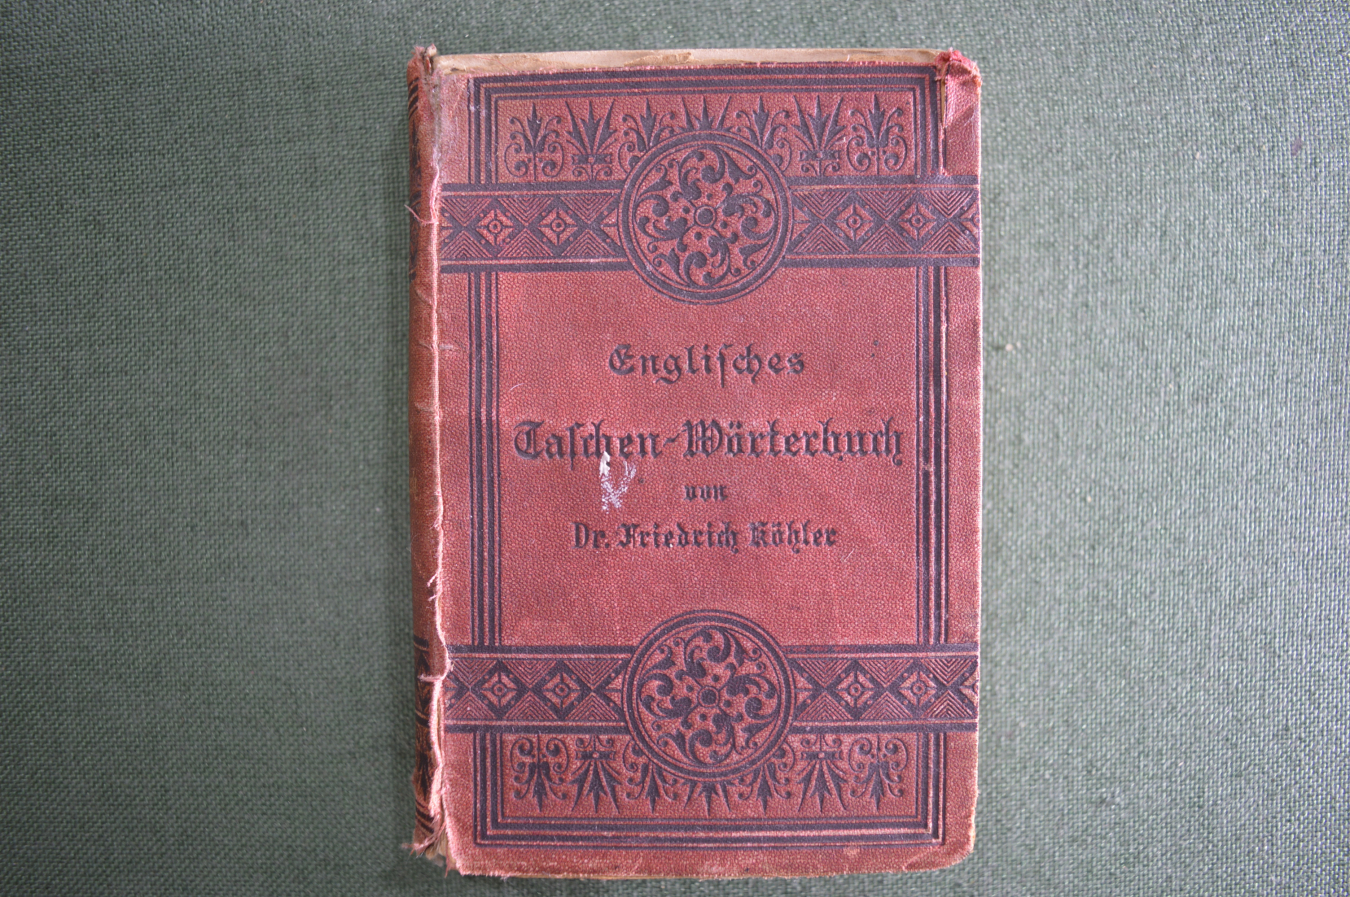 Engliſches
Taſchen-Wörterbuch
von
Dr. Friedrich Köhler